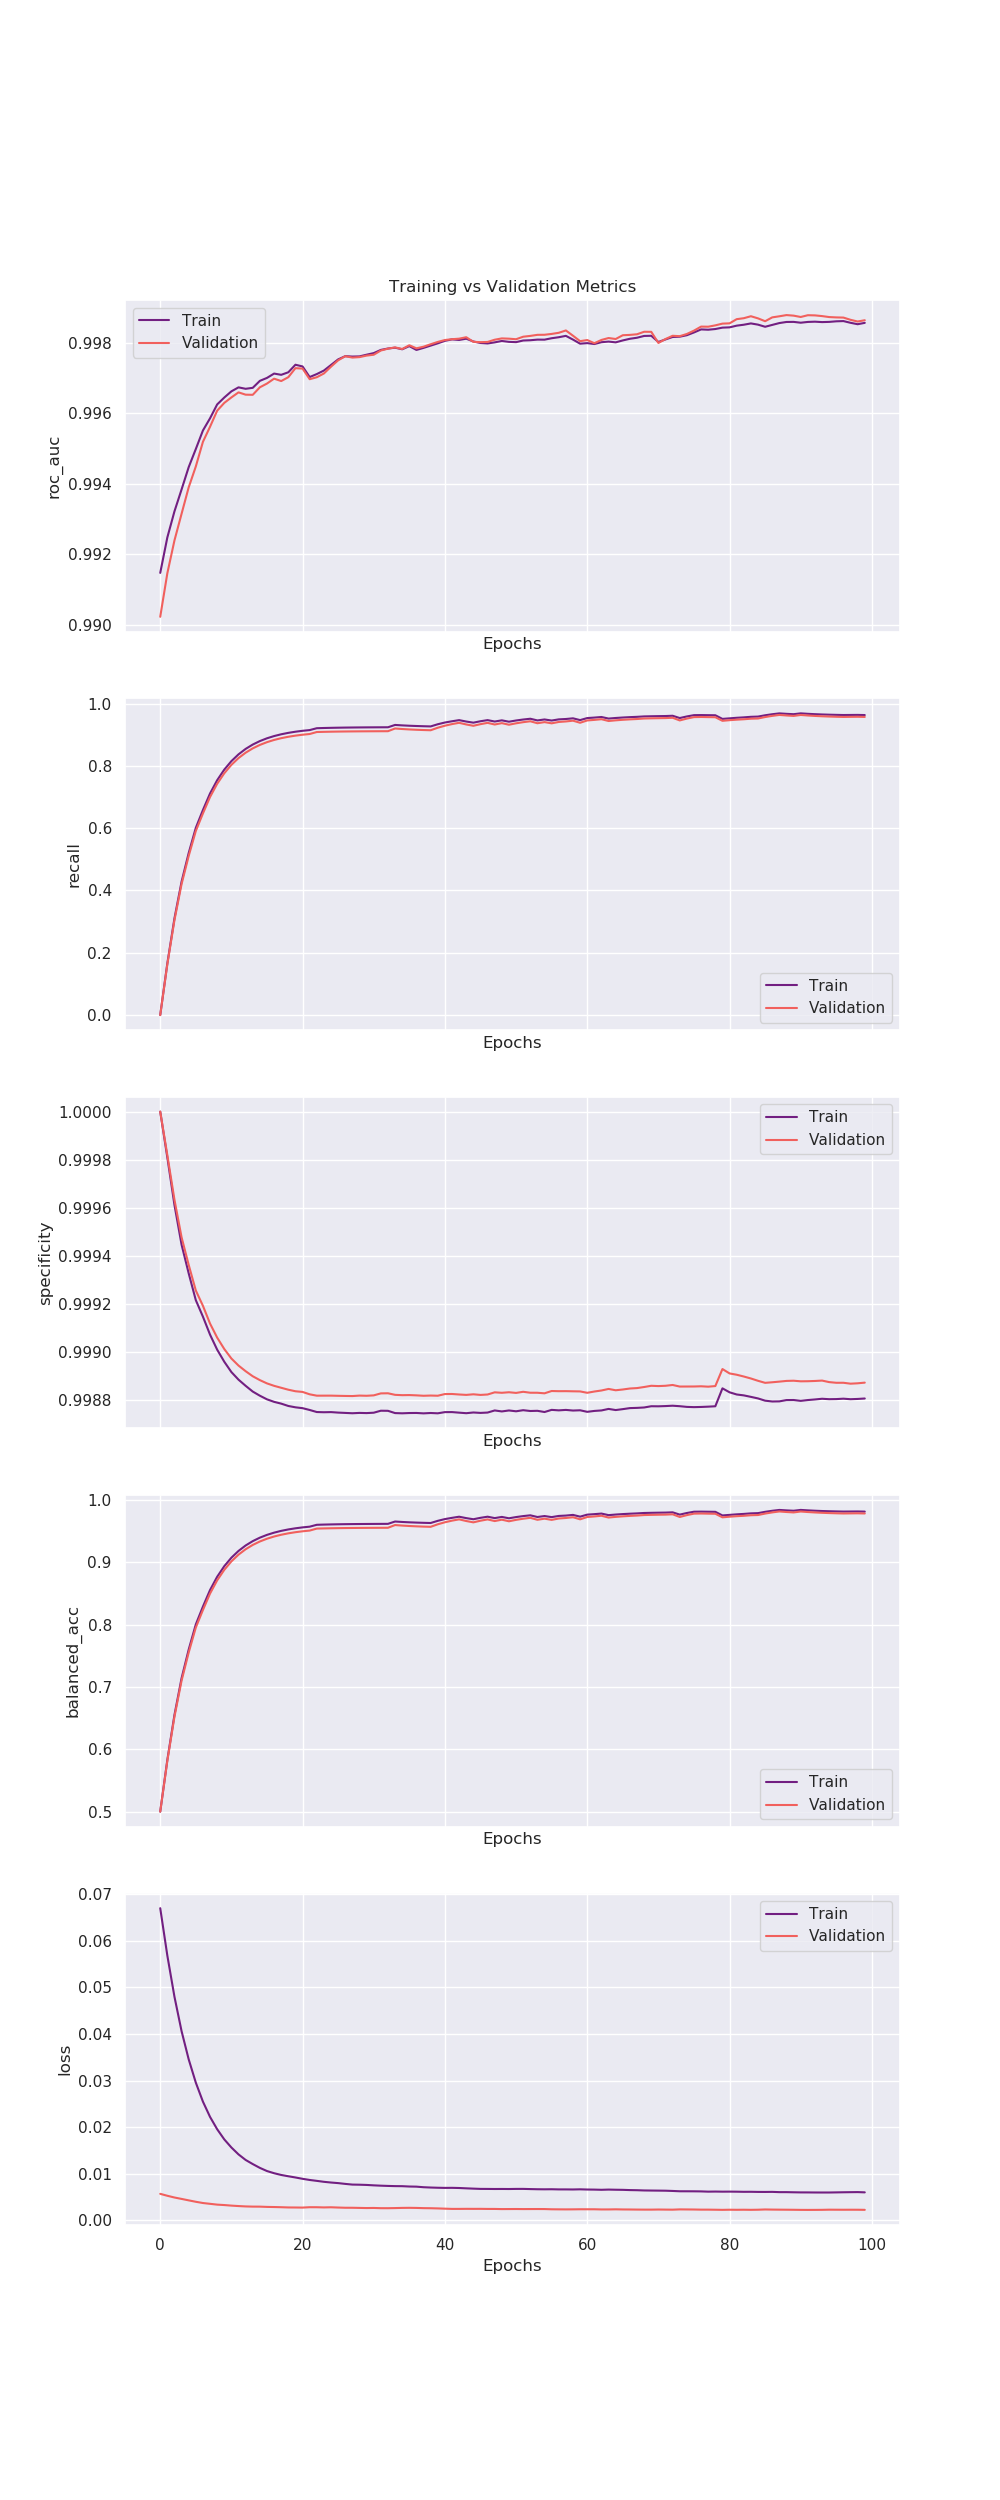 Training vs Validation Metrics
Train
Validation
0.998
0.996
0.994
0.992
0.990
roc_auc
Epochs
1.0
0.8
0.6
0.4
0.2
0.0
recall
Train
Validation
Epochs
Train
Validation
1.0000
0.9998
0.9996
0.9994
0.9992
0.9990
0.9988
specificity
Epochs
1.0
0.9
0.8
0.7
0.6
0.5
balanced_acc
Train
Validation
Epochs
Train
Validation
0.07
0.06
0.05
0.04
0.03
0.02
0.01
0.00
loss
0 20 40 60 80 100
Epochs